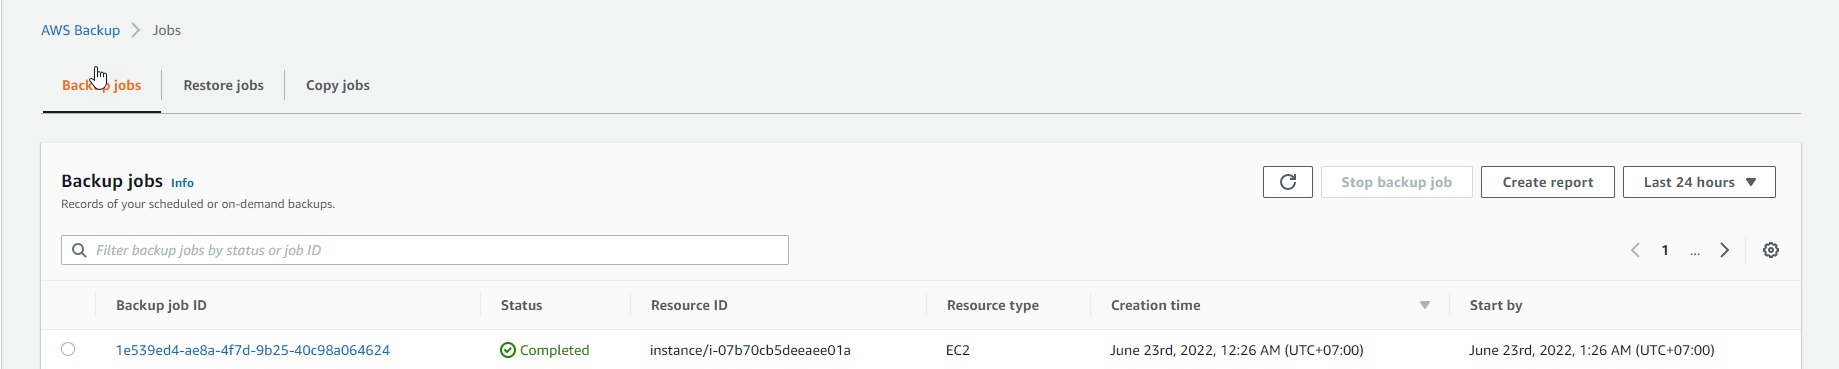 AWS Backup > Jobs
Backup jobs Restore jobs Copy jobs
Backup jobs Info
Records of your scheduled or on-demand backups.
Stop backup job Create report Last 24 hours
Filter backup jobs by status or job ID
1 ...
Backup job ID Status Resource ID Resource type Creation time Start by
1e539ed4-ae8a-4f7d-9b25-40c98a064624 Completed instance/i-07b70cb5deeaee01a EC2 June 23rd, 2022, 12:26 AM (UTC+07:00) June 23rd, 2022, 1:26 AM (UTC+07:00)